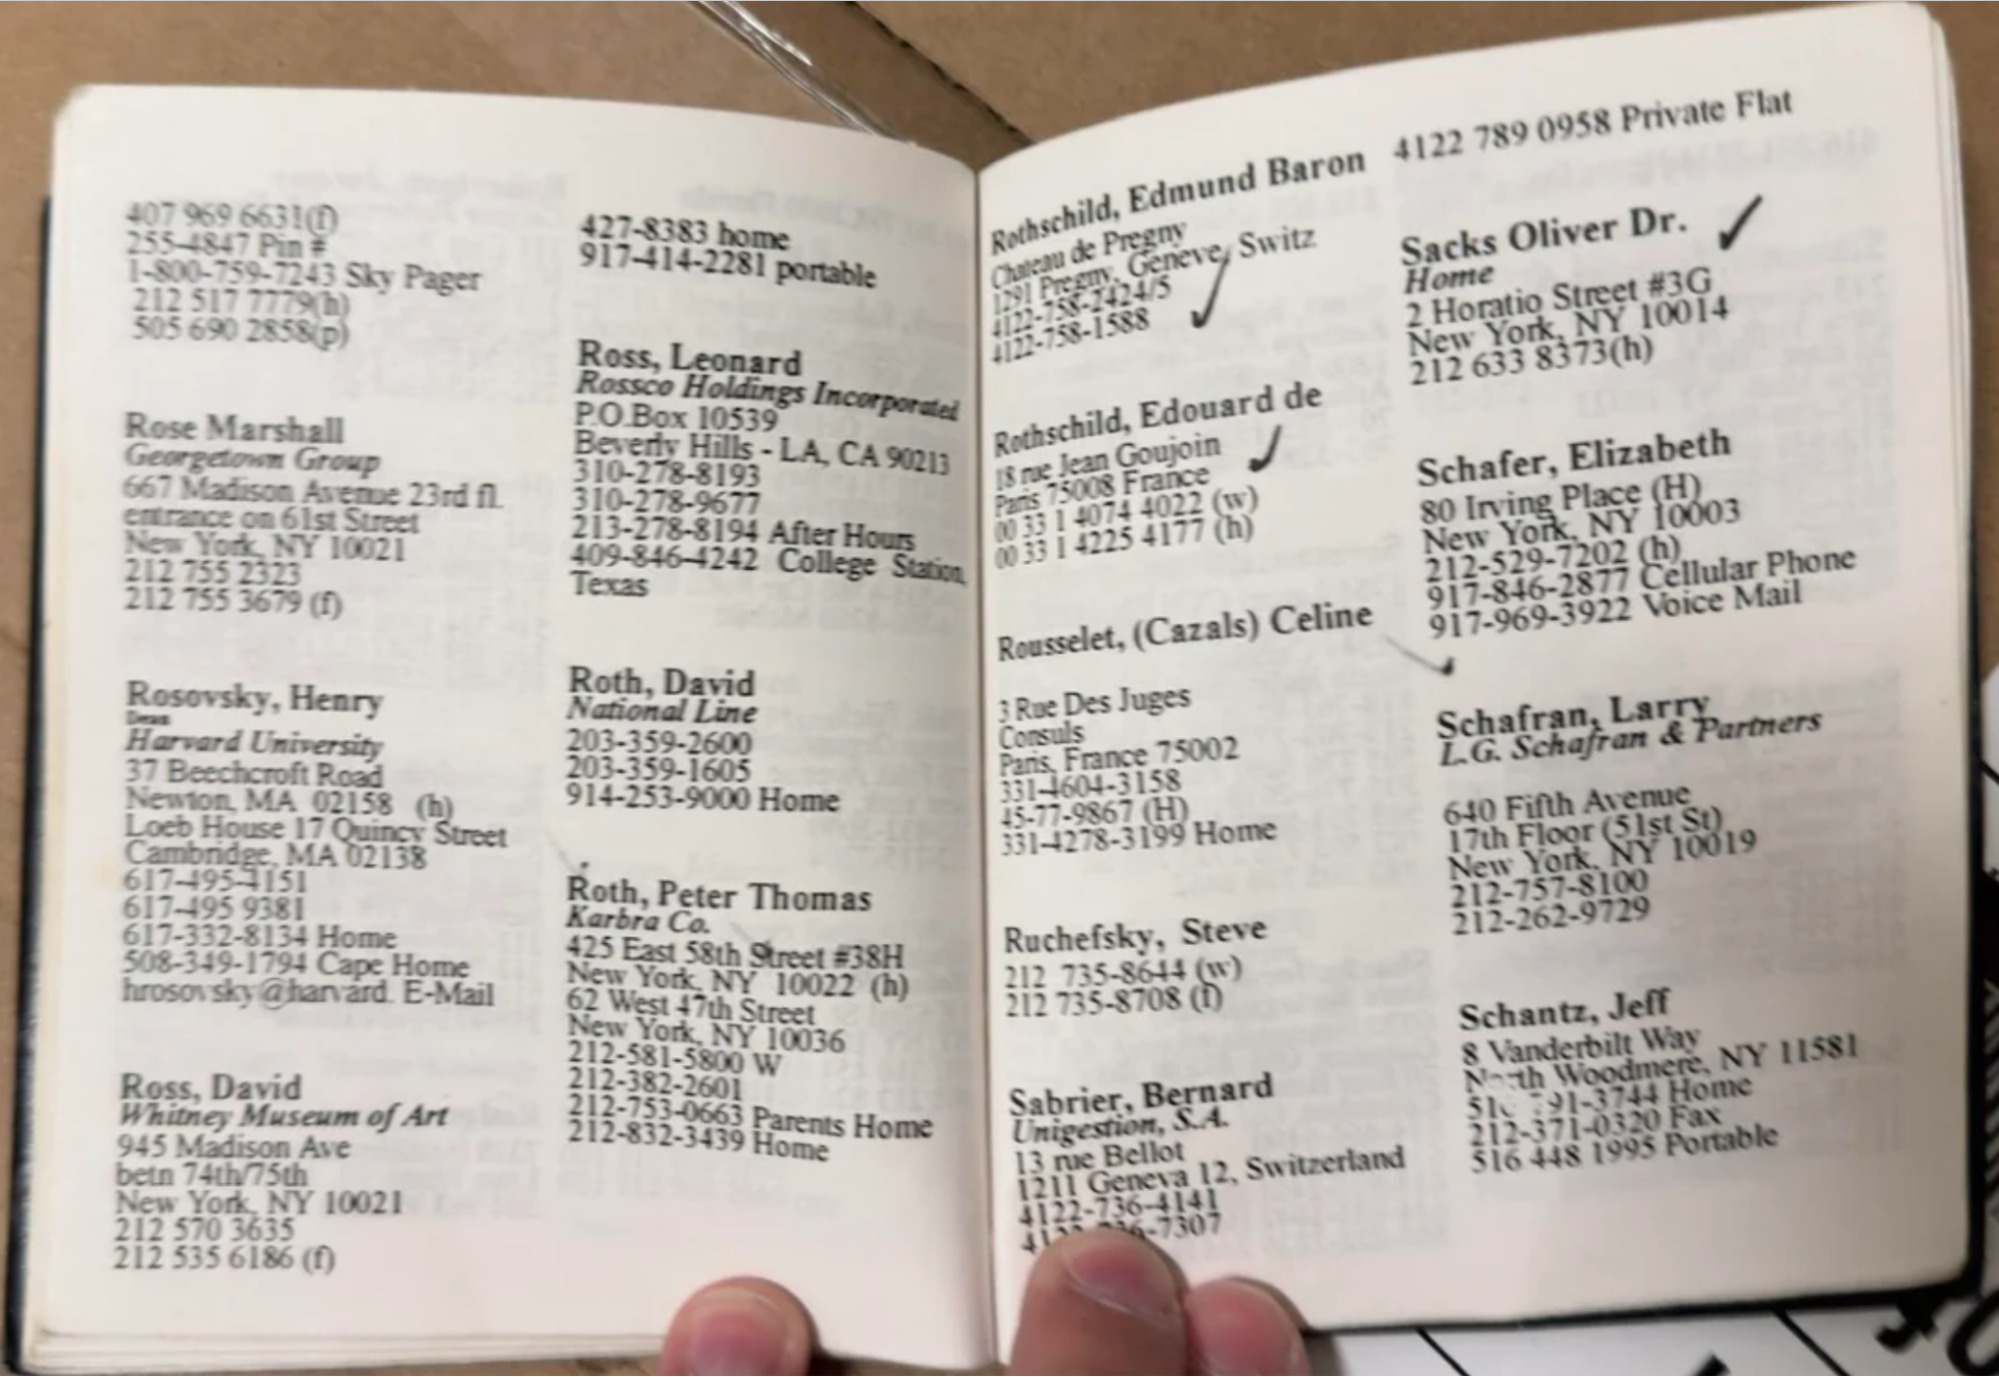 407 969 6631(f)
255-4847 Pin #
1-800-759-7243 Sky Pager
212 517 7779(h)
505 690 2858(p)
Rose Marshall
Georgetown Group
667 Madison Avenue 23rd fl.
entrance on 61st Street
New York, NY 10021
212 755 2323
212 755 3679 (f)
Rosovsky, Henry
Dean
Harvard University
37 Beechcroft Road
Newton, MA 02158 (h)
Loeb House 17 Quincy Street
Cambridge, MA 02138
617-495-4151
617-495 9381
617-332-8134 Home
508-349-1794 Cape Home
hrosovsky@harvard. E-Mail
Ross, David
Whitney Museum of Art
945 Madison Ave
betn 74th/75th
New York, NY 10021
212 570 3635
212 535 6186 (f)
427-8383 home
917-414-2281 portable
Ross, Leonard
Rossco Holdings Incorporated
P.O.Box 10539
Beverly Hills - LA, CA 90213
310-278-8193
310-278-9677
213-278-8194 After Hours
409-846-4242 College Station,
Texas
Roth, David
National Line
203-359-2600
203-359-1605
914-253-9000 Home
Roth, Peter Thomas
Karbra Co.
425 East 58th Street #38H
New York, NY 10022 (h)
62 West 47th Street
New York, NY 10036
212-581-5800 W
212-382-2601
212-753-0663 Parents Home
212-832-3439 Home
Rothschild, Edmund Baron
Chateau de Pregny
1291 Pregny, Geneve, Switz
4122-758-2424/5
4122-758-1588
Rothschild, Edouard de
18 rue Jean Goujoin
Paris 75008 France
00 33 1 4074 4022 (w)
00 33 1 4225 4177 (h)
Rousselet, (Cazals) Celine
3 Rue Des Juges
Consuls
Paris, France 75002
331-4604-3158
45-77-9867 (H)
331-4278-3199 Home
Ruchefsky, Steve
212 735-8644 (w)
212 735-8708 (f)
Sabrier, Bernard
Unigestion, S.A.
13 rue Bellot
1211 Geneva 12, Switzerland
4122-736-4141
-7307
4122 789 0958 Private Flat
Sacks Oliver Dr.
Home
2 Horatio Street #3G
New York, NY 10014
212 633 8373(h)
Schafer, Elizabeth
80 Irving Place (H)
New York, NY 10003
212-529-7202 (h)
917-846-2877 Cellular Phone
917-969-3922 Voice Mail
Schafran, Larry
L.G. Schafran & Partners
640 Fifth Avenue
17th Floor (51st St)
New York, NY 10019
212-757-8100
212-262-9729
Schantz, Jeff
8 Vanderbilt Way
North Woodmere, NY 11581
91-3744 Home
212-371-0320 Fax
516 448 1995 Portable